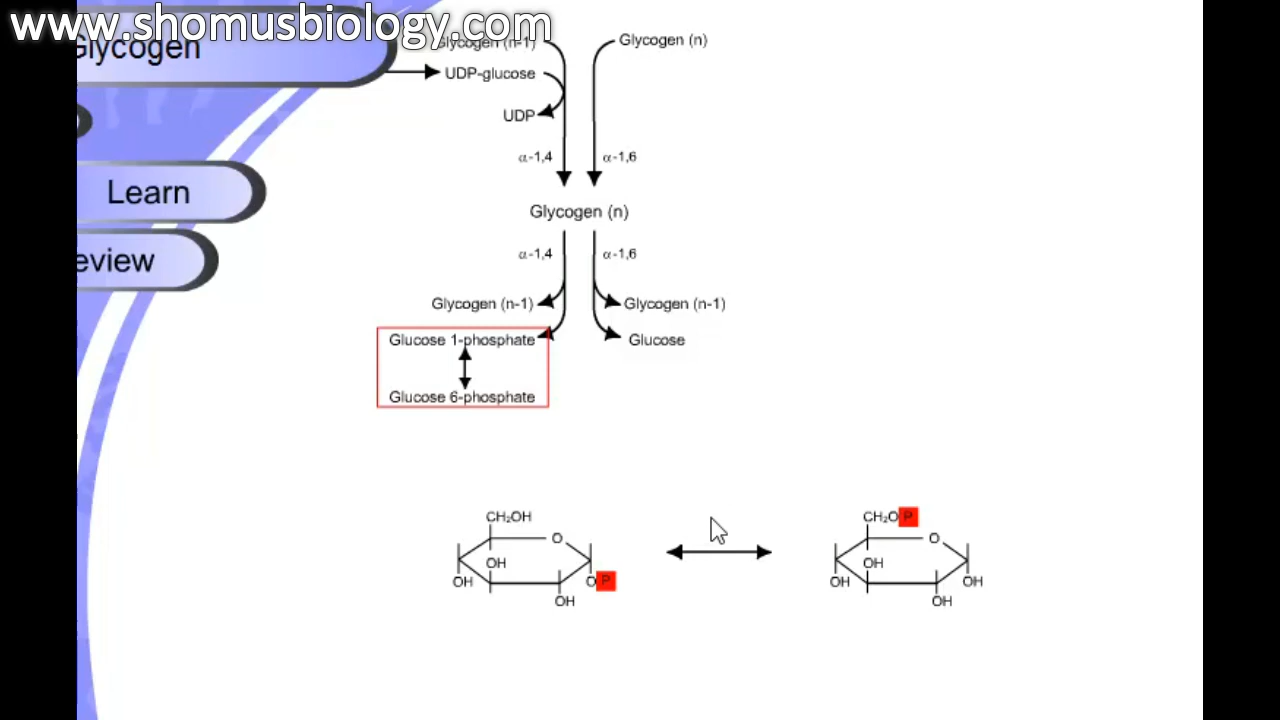 www.shomusbiology.com
Glycogen
Glycogen (n-1)
Glycogen (n)
UDP-glucose
UDP
α-1,4
α-1,6
Learn
Glycogen (n)
eview
α-1,4
α-1,6
Glycogen (n-1)
Glycogen (n-1)
Glucose 1-phosphate
Glucose
Glucose 6-phosphate
CH₂OH
O
OH
OH
O P
OH
CH₂O P
O
OH
OH
OH
OH